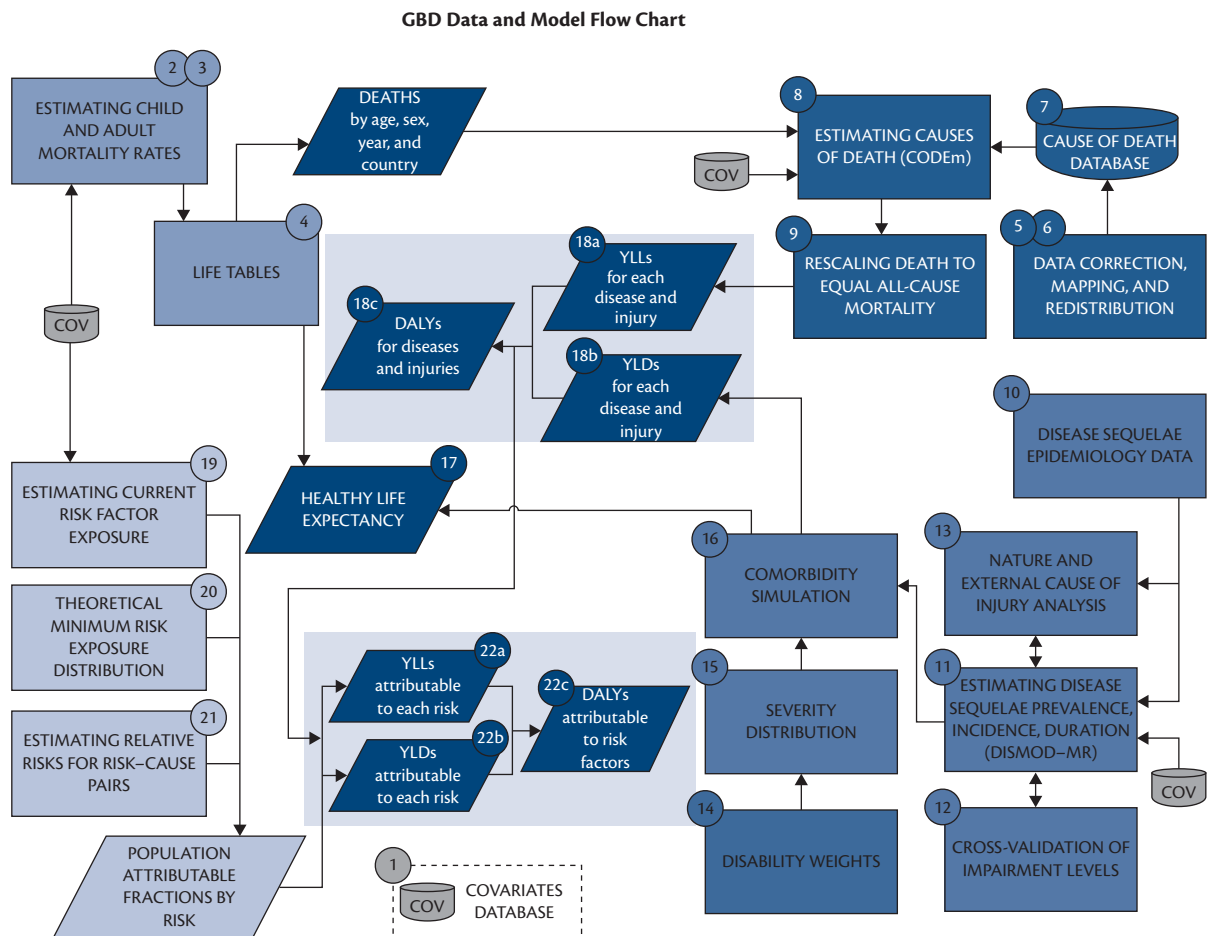 GBD Data and Model Flow Chart
2
3
ESTIMATING CHILD
AND ADULT
MORTALITY RATES
DEATHS
by age, sex,
year, and
country
8
ESTIMATING CAUSES
OF DEATH (CODEm)
COV
7
CAUSE OF DEATH
DATABASE
4
LIFE TABLES
5
6
DATA CORRECTION,
MAPPING, AND
REDISTRIBUTION
9
RESCALING DEATH TO
EQUAL ALL-CAUSE
MORTALITY
18a
YLLs
for each
disease and
injury
18c
DALYs
for diseases
and injuries
18b
YLDs
for each
disease and
injury
COV
10
DISEASE SEQUELAE
EPIDEMIOLOGY DATA
19
ESTIMATING CURRENT
RISK FACTOR
EXPOSURE
17
HEALTHY LIFE
EXPECTANCY
16
COMORBIDITY
SIMULATION
13
NATURE AND
EXTERNAL CAUSE OF
INJURY ANALYSIS
20
THEORETICAL
MINIMUM RISK
EXPOSURE
DISTRIBUTION
22a
YLLs
attributable
to each risk
22b
YLDs
attributable
to each risk
22c
DALYs
attributable
to risk
factors
15
SEVERITY
DISTRIBUTION
11
ESTIMATING DISEASE
SEQUELAE PREVALENCE,
INCIDENCE, DURATION
(DISMOD–MR)
COV
21
ESTIMATING RELATIVE
RISKS FOR RISK–CAUSE
PAIRS
14
DISABILITY WEIGHTS
12
CROSS-VALIDATION OF
IMPAIRMENT LEVELS
POPULATION
ATTRIBUTABLE
FRACTIONS BY
RISK
1
COV
COVARIATES
DATABASE